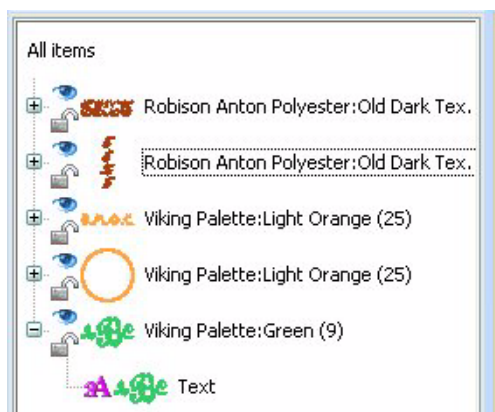 All items
Robison Anton Polyester:Old Dark Tex.
Robison Anton Polyester:Old Dark Tex.
Viking Palette:Light Orange (25)
Viking Palette:Light Orange (25)
Viking Palette:Green (9)
Text